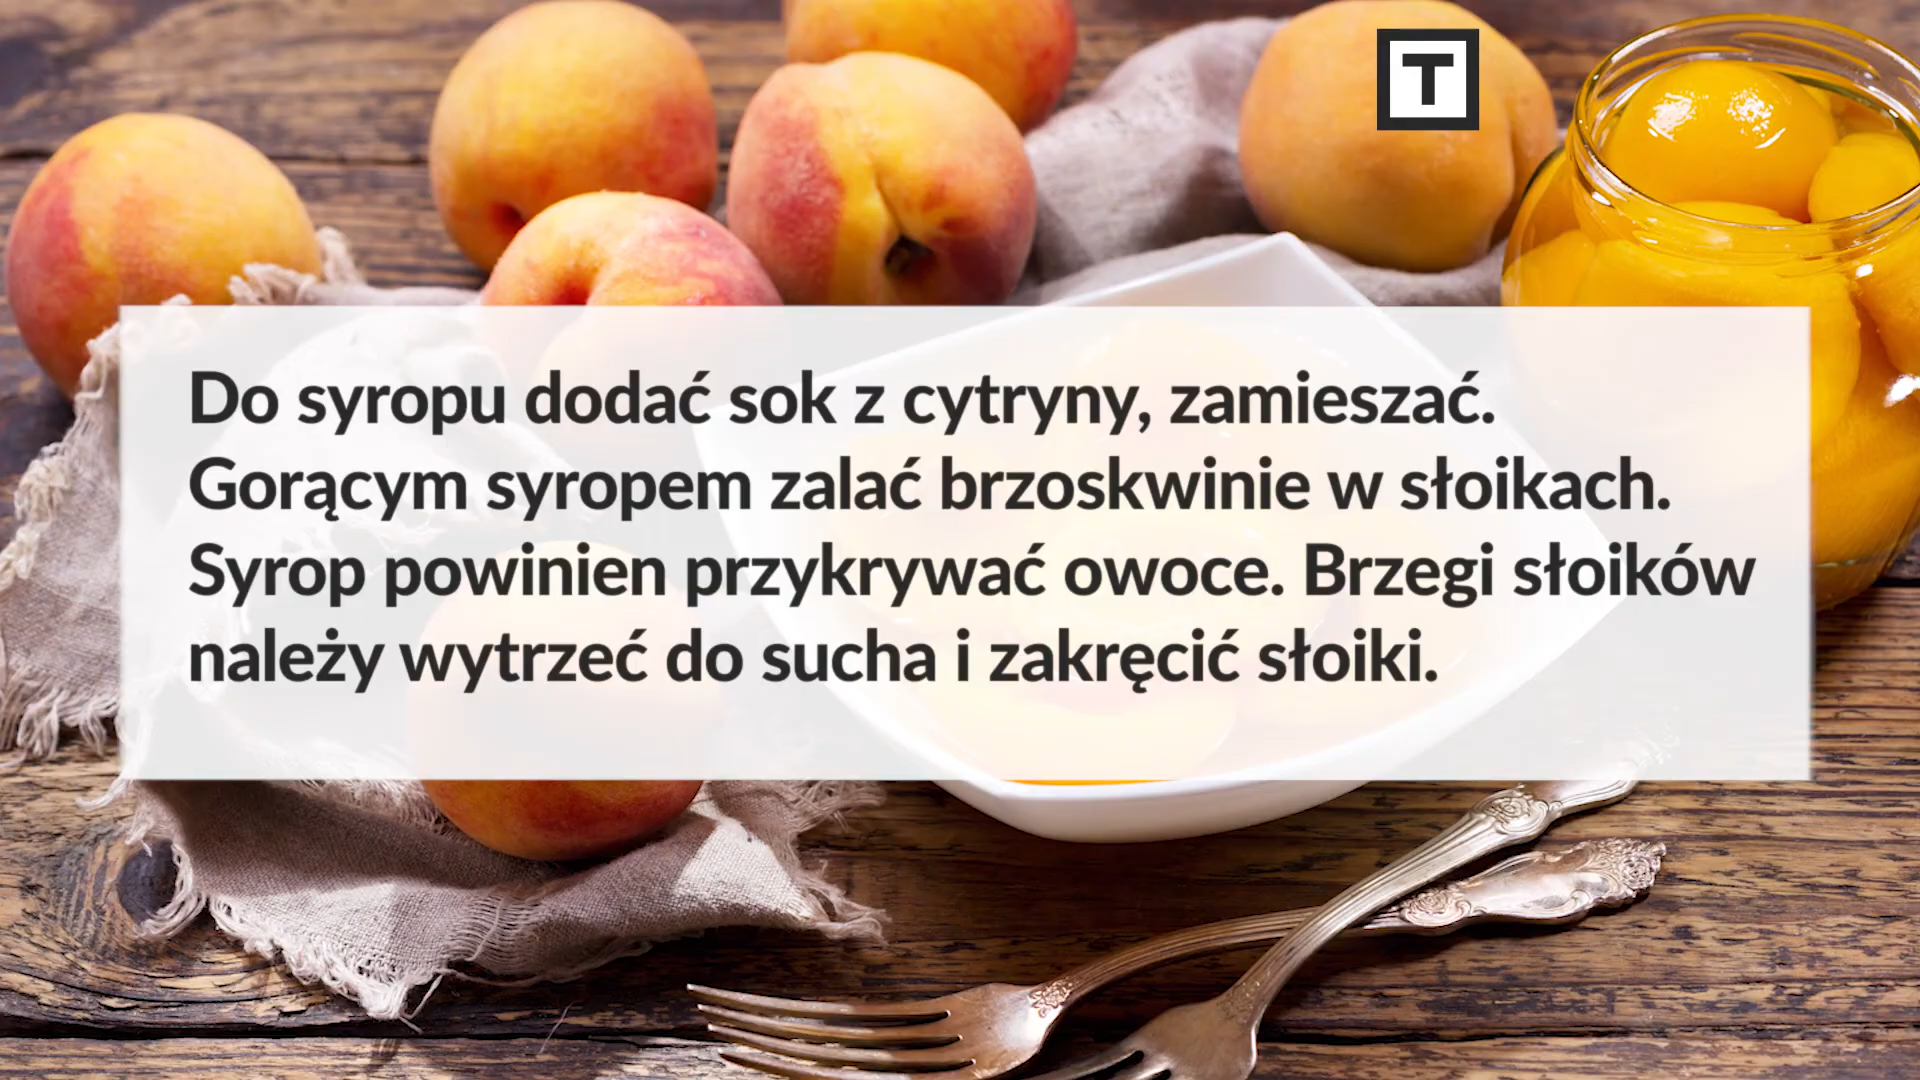 T
Do syropu dodać sok z cytryny, zamieszać.
Gorącym syropem zalać brzoskwinie w słoikach.
Syrop powinien przykrywać owoce. Brzegi słoików
należy wytrzeć do sucha i zakręcić słoiki.